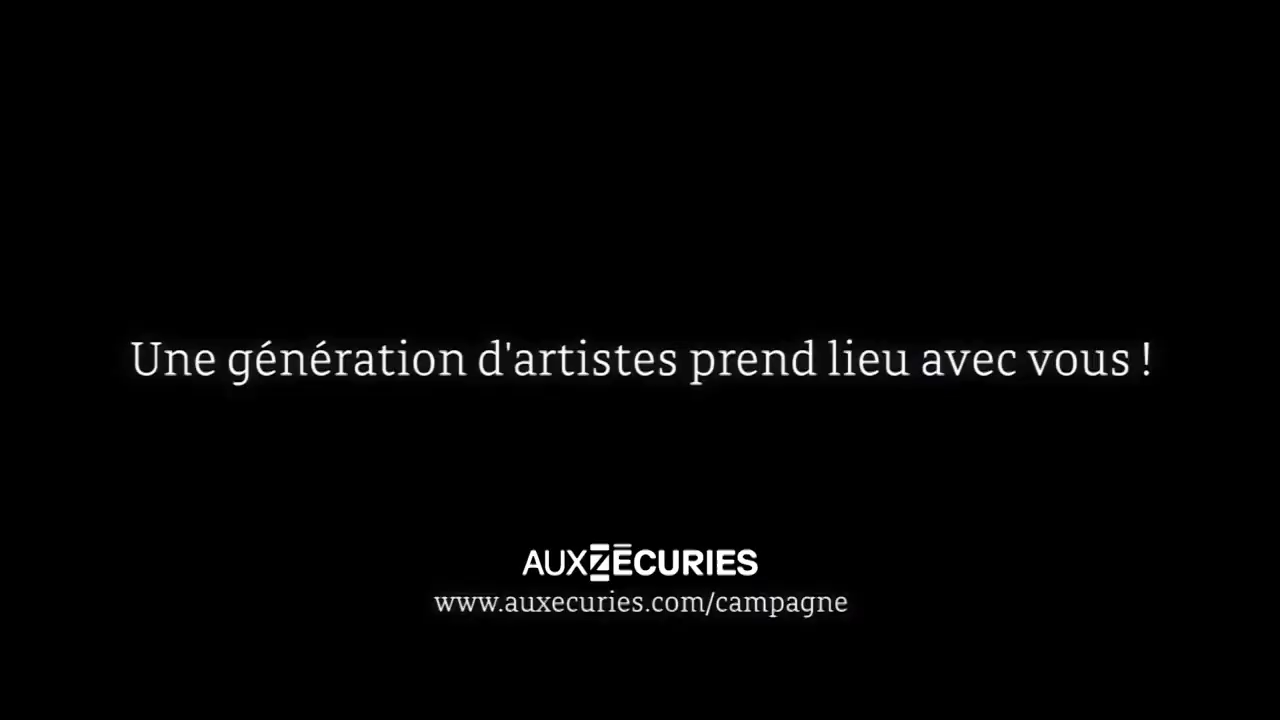 Une génération d'artistes prend lieu avec vous !
AUXZÉCURIES
www.auxecuries.com/campagne